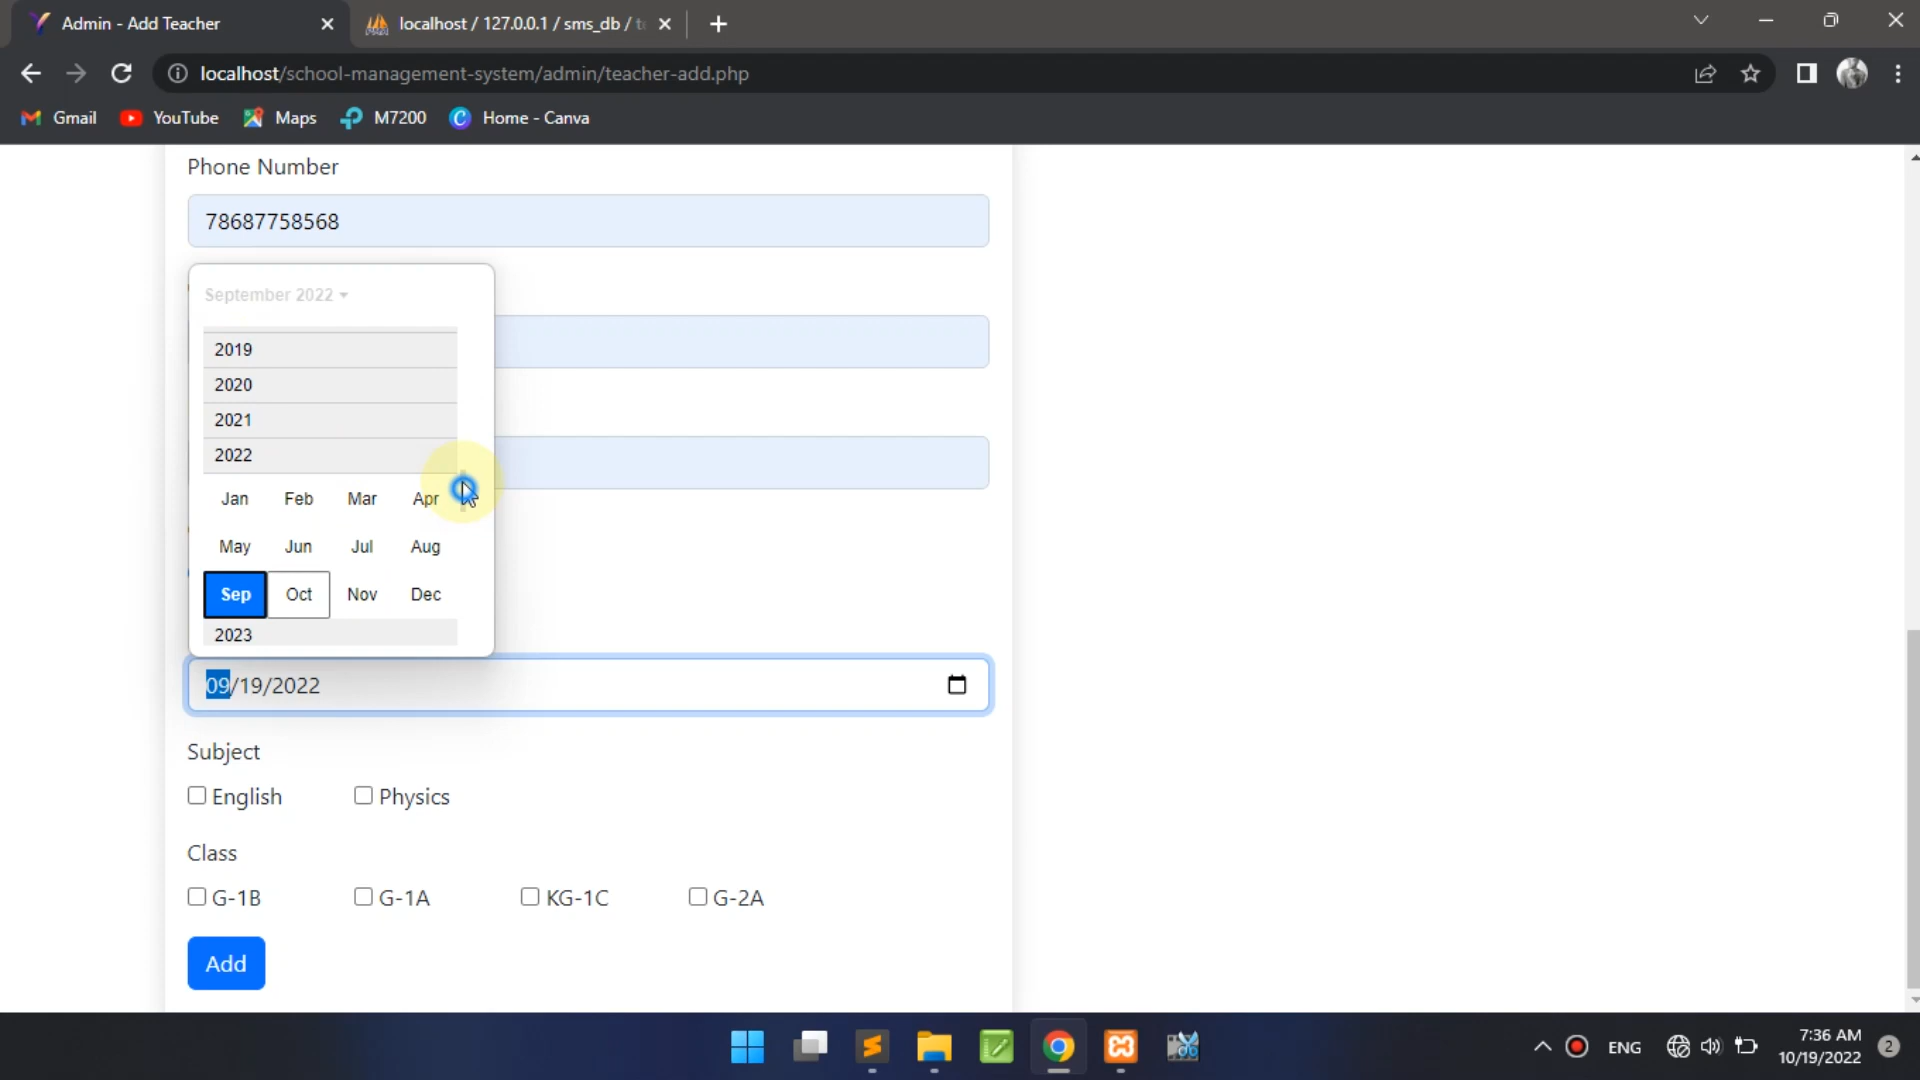 Admin - Add Teacher
localhost / 127.0.0.1 / sms_db / t
localhost/school-management-system/admin/teacher-add.php
Gmail YouTube Maps M7200 Home - Canva
Phone Number
78687758568
September 2022
2019
2020
2021
2022
Jan Feb Mar Apr
May Jun Jul Aug
Sep Oct Nov Dec
2023
09/19/2022
Subject
English Physics
Class
G-1B G-1A KG-1C G-2A
Add
ENG
7:36 AM
10/19/2022
2